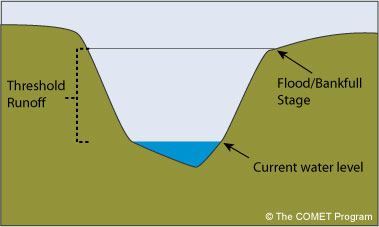 Threshold
Runoff
Flood/Bankfull
Stage
Current water level
© The COMET Program